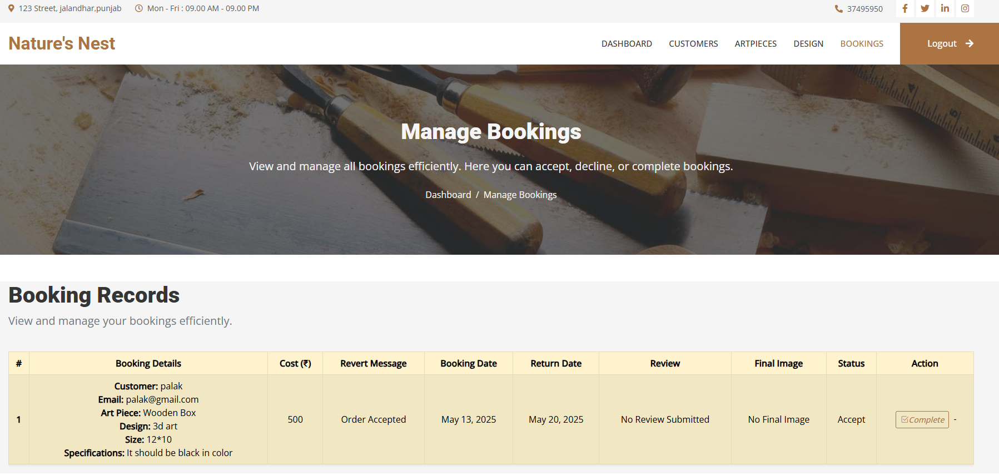 123 Street, jalandhar,punjab
Mon - Fri : 09.00 AM - 09.00 PM
37495950
Nature's Nest
DASHBOARD
CUSTOMERS
ARTPIECES
DESIGN
BOOKINGS
Logout
Manage Bookings
View and manage all bookings efficiently. Here you can accept, decline, or complete bookings.
Dashboard / Manage Bookings
Booking Records
View and manage your bookings efficiently.
# Booking Details Cost (₹) Revert Message Booking Date Return Date Review Final Image Status Action
1
Customer: palak
Email: palak@gmail.com
Art Piece: Wooden Box
Design: 3d art
Size: 12*10
Specifications: It should be black in color
500
Order Accepted
May 13, 2025
May 20, 2025
No Review Submitted
No Final Image
Accept
Complete -